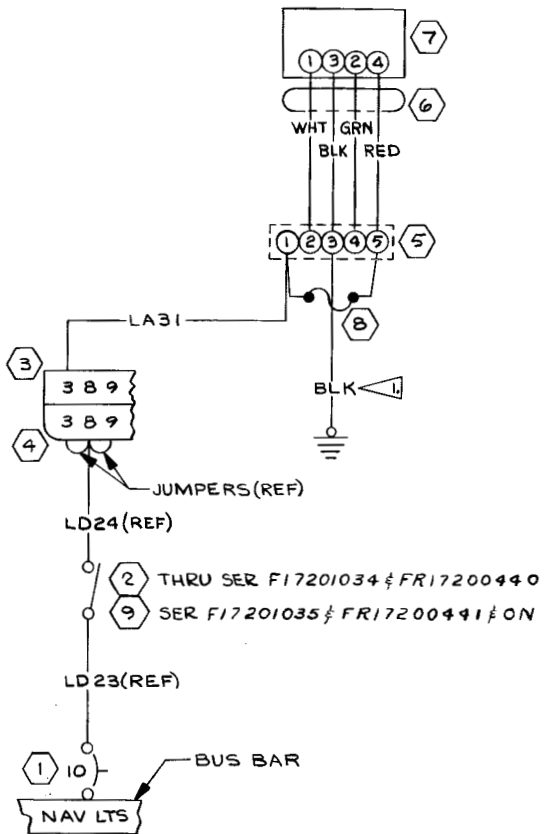 7
1 3 2 4
6
WHT GRN
BLK RED
1 2 3 4 5
5
8
LA31
3
3 8 9
BLK 1.
3 8 9
4
JUMPERS (REF)
LD24 (REF)
2 THRU SER F17201034 & FR17200440
9 SER F17201035 & FR17200441 & ON
LD23 (REF)
1 10
BUS BAR
NAV LTS